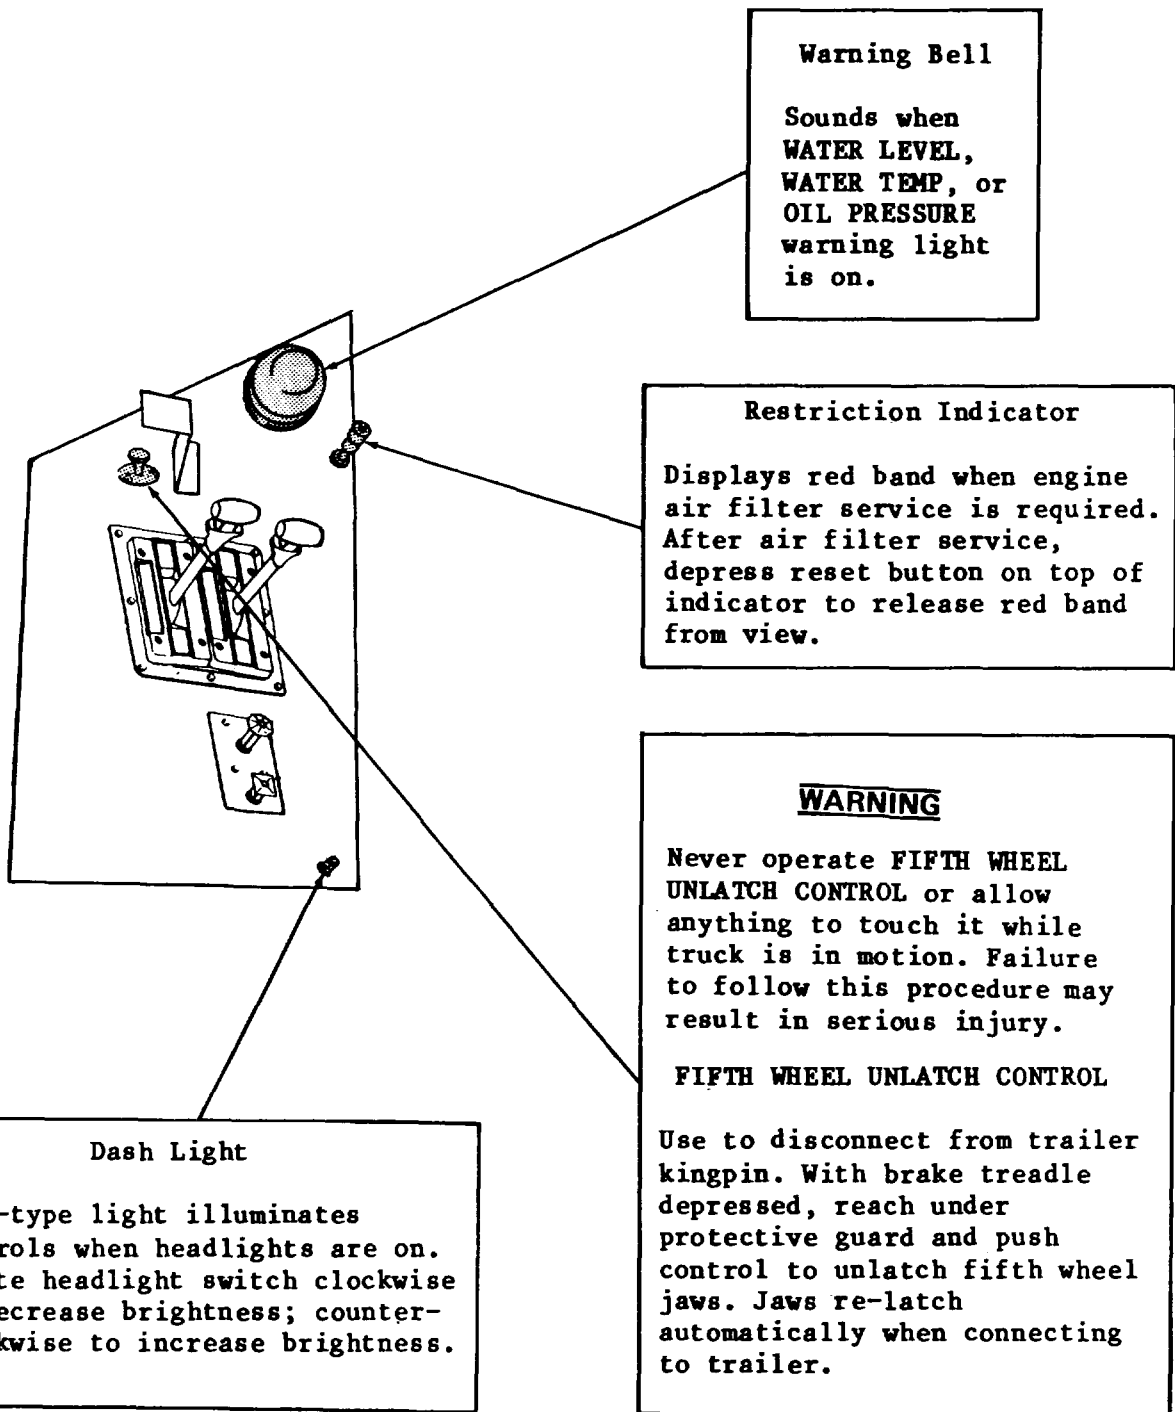 Warning Bell
Sounds when
WATER LEVEL,
WATER TEMP, or
OIL PRESSURE
warning light
is on.
Restriction Indicator
Displays red band when engine
air filter service is required.
After air filter service,
depress reset button on top of
indicator to release red band
from view.
WARNING
Never operate FIFTH WHEEL
UNLATCH CONTROL or allow
anything to touch it while
truck is in motion. Failure
to follow this procedure may
result in serious injury.
FIFTH WHEEL UNLATCH CONTROL
Use to disconnect from trailer
kingpin. With brake treadle
depressed, reach under
protective guard and push
control to unlatch fifth wheel
jaws. Jaws re-latch
automatically when connecting
to trailer.
Dash Light
-type light illuminates
rols when headlights are on.
te headlight switch clockwise
ecrease brightness; counter-
kwise to increase brightness.